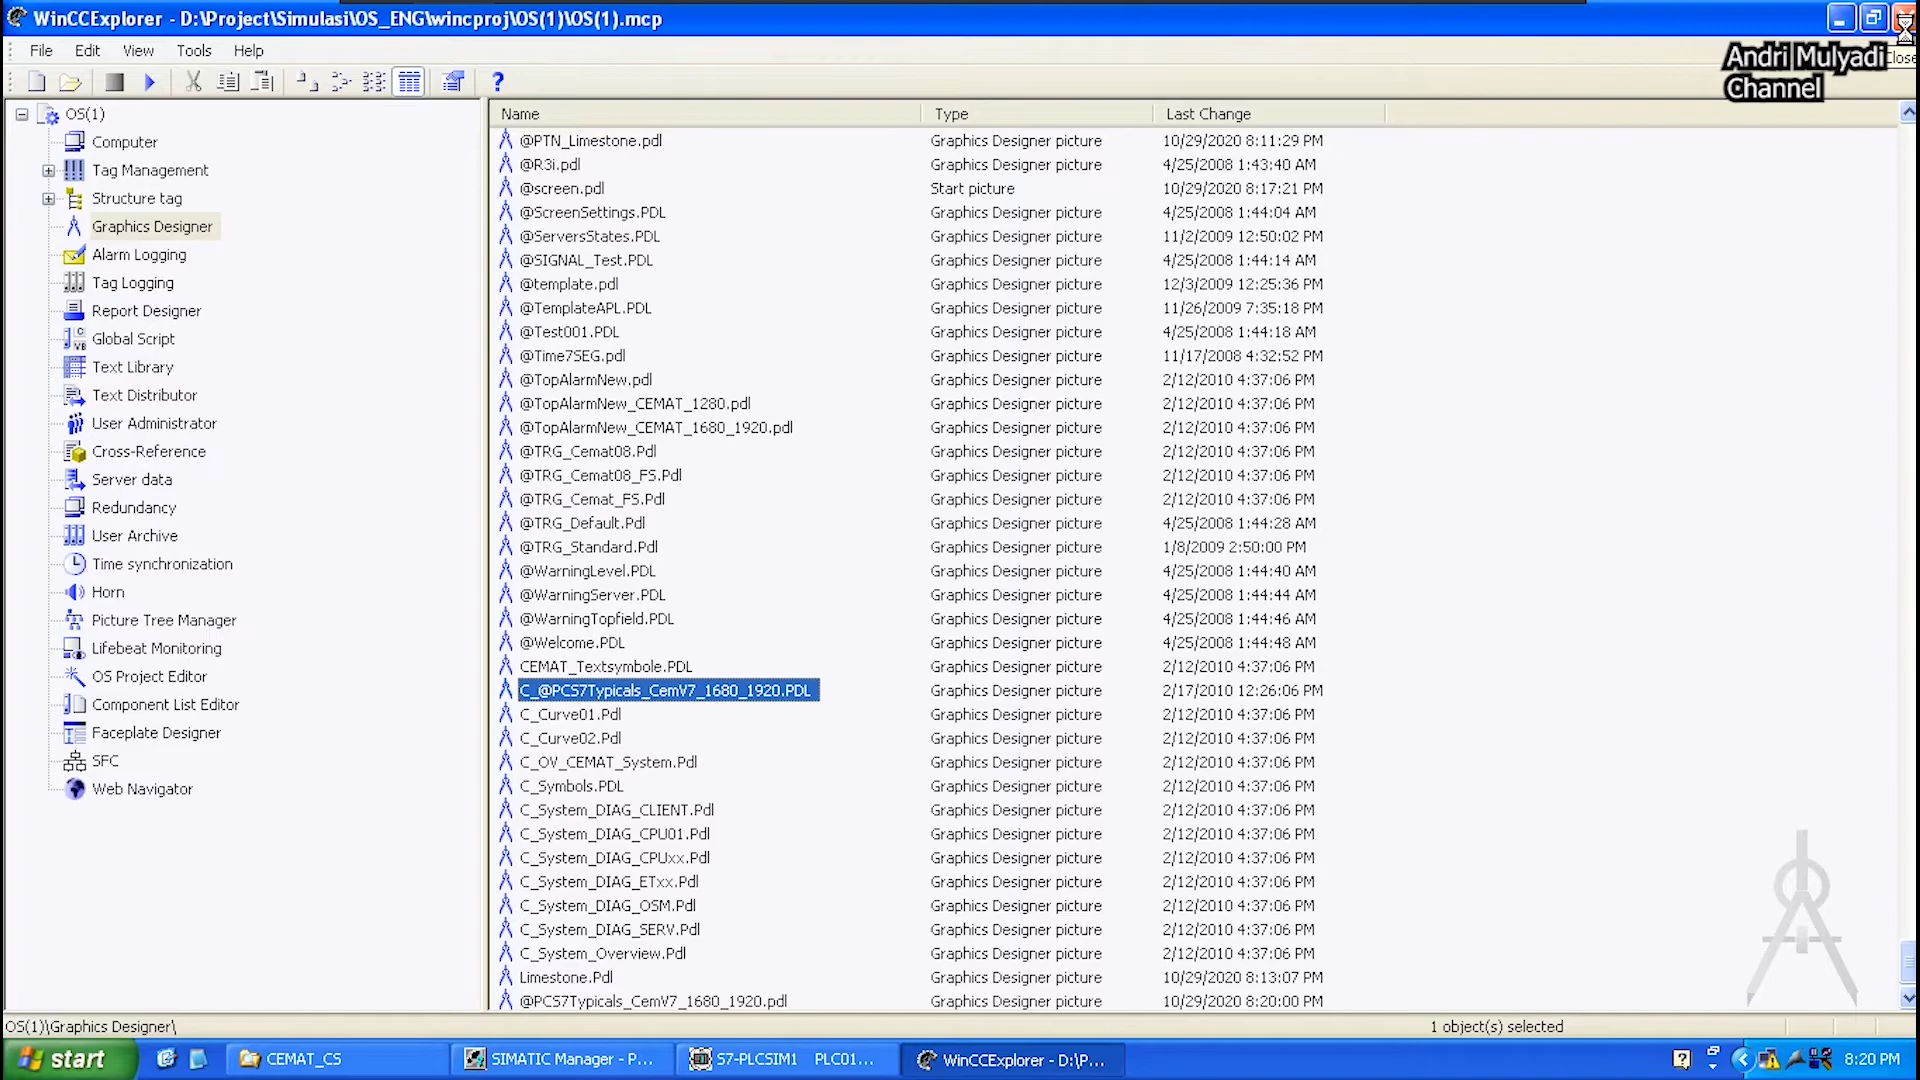 WinCCExplorer - D:\Project\Simulasi\OS_ENG\wincproj\OS(1)\OS(1).mcp
File Edit View Tools Help
Andri Mulyadi
Channel
Close
OS(1)
Computer
Tag Management
Structure tag
Graphics Designer
Alarm Logging
Tag Logging
Report Designer
Global Script
Text Library
Text Distributor
User Administrator
Cross-Reference
Server data
Redundancy
User Archive
Time synchronization
Horn
Picture Tree Manager
Lifebeat Monitoring
OS Project Editor
Component List Editor
Faceplate Designer
SFC
Web Navigator
Name Type Last Change
@PTN_Limestone.pdl Graphics Designer picture 10/29/2020 8:11:29 PM
@R3i.pdl Graphics Designer picture 4/25/2008 1:43:40 AM
@screen.pdl Start picture 10/29/2020 8:17:21 PM
@ScreenSettings.PDL Graphics Designer picture 4/25/2008 1:44:04 AM
@ServersStates.PDL Graphics Designer picture 11/2/2009 12:50:02 PM
@SIGNAL_Test.PDL Graphics Designer picture 4/25/2008 1:44:14 AM
@template.pdl Graphics Designer picture 12/3/2009 12:25:36 PM
@TemplateAPL.PDL Graphics Designer picture 11/26/2009 7:35:18 PM
@Test001.PDL Graphics Designer picture 4/25/2008 1:44:18 AM
@Time7SEG.pdl Graphics Designer picture 11/17/2008 4:32:52 PM
@TopAlarmNew.pdl Graphics Designer picture 2/12/2010 4:37:06 PM
@TopAlarmNew_CEMAT_1280.pdl Graphics Designer picture 2/12/2010 4:37:06 PM
@TopAlarmNew_CEMAT_1680_1920.pdl Graphics Designer picture 2/12/2010 4:37:06 PM
@TRG_Cemat08.Pdl Graphics Designer picture 2/12/2010 4:37:06 PM
@TRG_Cemat08_FS.Pdl Graphics Designer picture 2/12/2010 4:37:06 PM
@TRG_Cemat_FS.Pdl Graphics Designer picture 2/12/2010 4:37:06 PM
@TRG_Default.Pdl Graphics Designer picture 4/25/2008 1:44:28 AM
@TRG_Standard.Pdl Graphics Designer picture 1/8/2009 2:50:00 PM
@WarningLevel.PDL Graphics Designer picture 4/25/2008 1:44:40 AM
@WarningServer.PDL Graphics Designer picture 4/25/2008 1:44:44 AM
@WarningTopfield.PDL Graphics Designer picture 4/25/2008 1:44:46 AM
@Welcome.PDL Graphics Designer picture 4/25/2008 1:44:48 AM
CEMAT_Textsymbole.PDL Graphics Designer picture 2/12/2010 4:37:06 PM
C_@PCS7Typicals_CemV7_1680_1920.PDL Graphics Designer picture 2/17/2010 12:26:06 PM
C_Curve01.Pdl Graphics Designer picture 2/12/2010 4:37:06 PM
C_Curve02.Pdl Graphics Designer picture 2/12/2010 4:37:06 PM
C_OV_CEMAT_System.Pdl Graphics Designer picture 2/12/2010 4:37:06 PM
C_Symbols.PDL Graphics Designer picture 2/12/2010 4:37:06 PM
C_System_DIAG_CLIENT.Pdl Graphics Designer picture 2/12/2010 4:37:06 PM
C_System_DIAG_CPU01.Pdl Graphics Designer picture 2/12/2010 4:37:06 PM
C_System_DIAG_CPUxx.Pdl Graphics Designer picture 2/12/2010 4:37:06 PM
C_System_DIAG_ETxx.Pdl Graphics Designer picture 2/12/2010 4:37:06 PM
C_System_DIAG_OSM.Pdl Graphics Designer picture 2/12/2010 4:37:06 PM
C_System_DIAG_SERV.Pdl Graphics Designer picture 2/12/2010 4:37:06 PM
C_System_Overview.Pdl Graphics Designer picture 2/12/2010 4:37:06 PM
Limestone.Pdl Graphics Designer picture 10/29/2020 8:13:07 PM
@PCS7Typicals_CemV7_1680_1920.pdl Graphics Designer picture 10/29/2020 8:20:00 PM
OS(1)\Graphics Designer\ 1 object(s) selected
start CEMAT_CS SIMATIC Manager - P... S7-PLCSIM1 PLC01... WinCCExplorer - D:\P... 8:20 PM